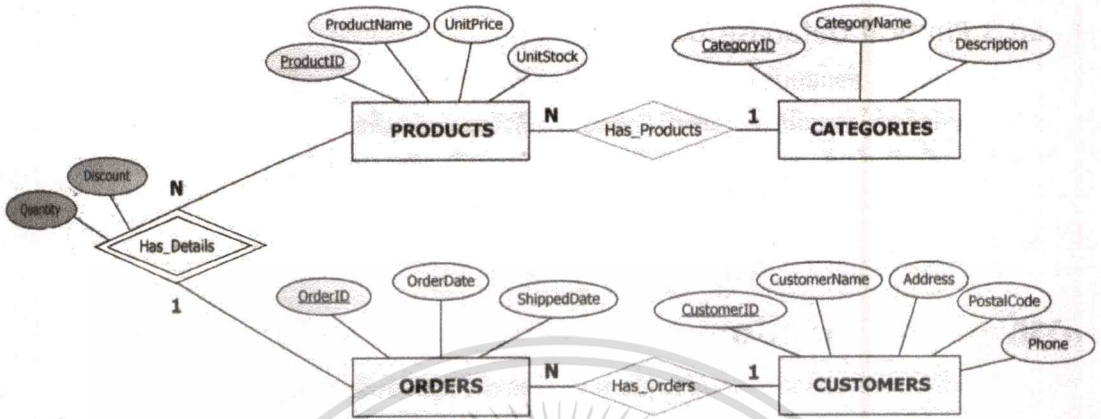 ProductName
UnitPrice
CategoryName
ProductID
UnitStock
CategoryID
Description
PRODUCTS
N
Has_Products
1
CATEGORIES
Discount
N
Quantity
Has_Details
1
OrderID
OrderDate
ShippedDate
CustomerID
CustomerName
Address
PostalCode
Phone
ORDERS
N
Has_Orders
1
CUSTOMERS